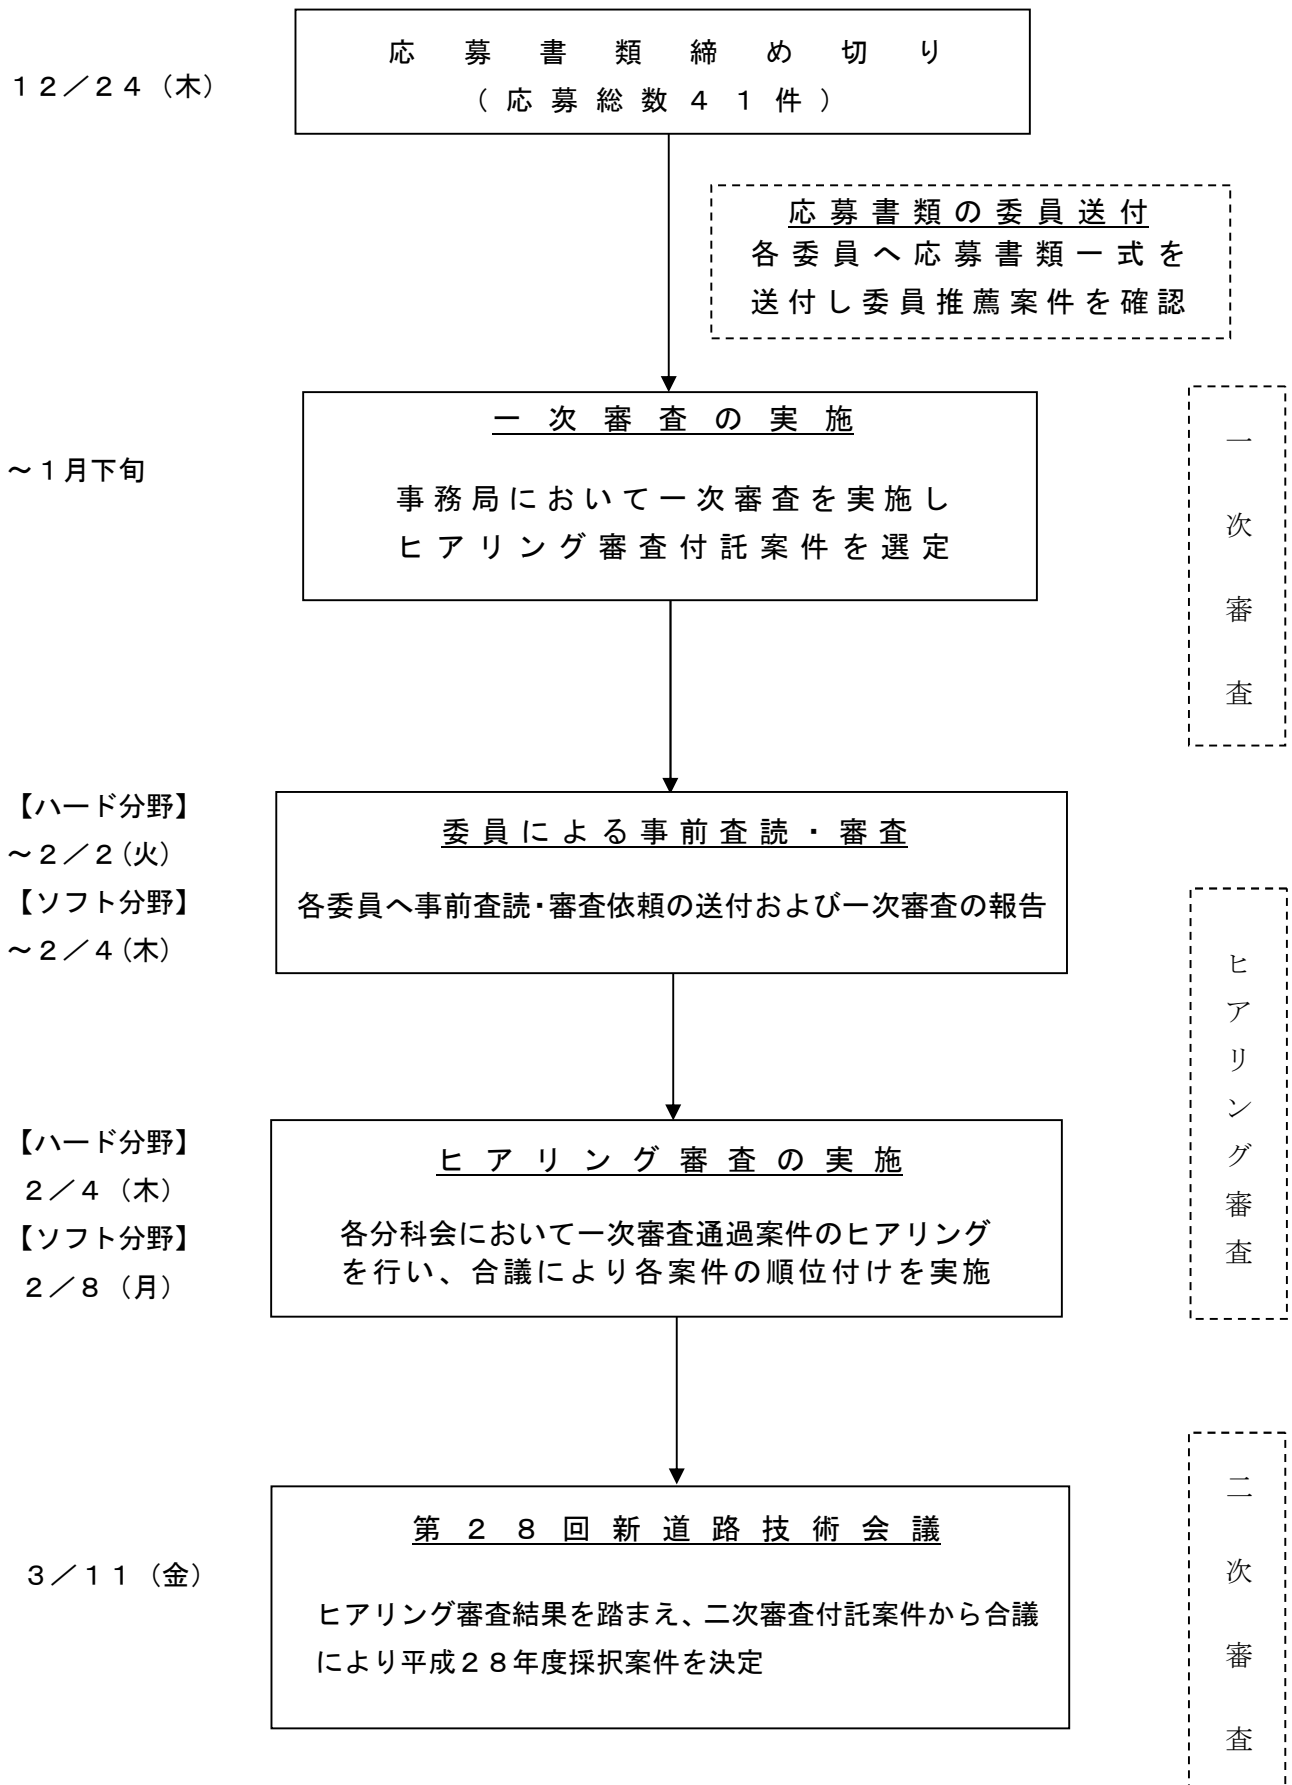 １２／２４（木）
応募書類締め切り
（応募総数４１件）
応募書類の委員送付
各委員へ応募書類一式を
送付し委員推薦案件を確認
～１月下旬
一次審査の実施
事務局において一次審査を実施し
ヒアリング審査付託案件を選定
一次審査
【ハード分野】
～２／２（火）
【ソフト分野】
～２／４（木）
委員による事前査読・審査
各委員へ事前査読・審査依頼の送付および一次審査の報告
ヒアリング審査
【ハード分野】
２／４（木）
【ソフト分野】
２／８（月）
ヒアリング審査の実施
各分科会において一次審査通過案件のヒアリング
を行い、合議により各案件の順位付けを実施
３／１１（金）
第２８回新道路技術会議
ヒアリング審査結果を踏まえ、二次審査付託案件から合議
により平成２８年度採択案件を決定
二次審査